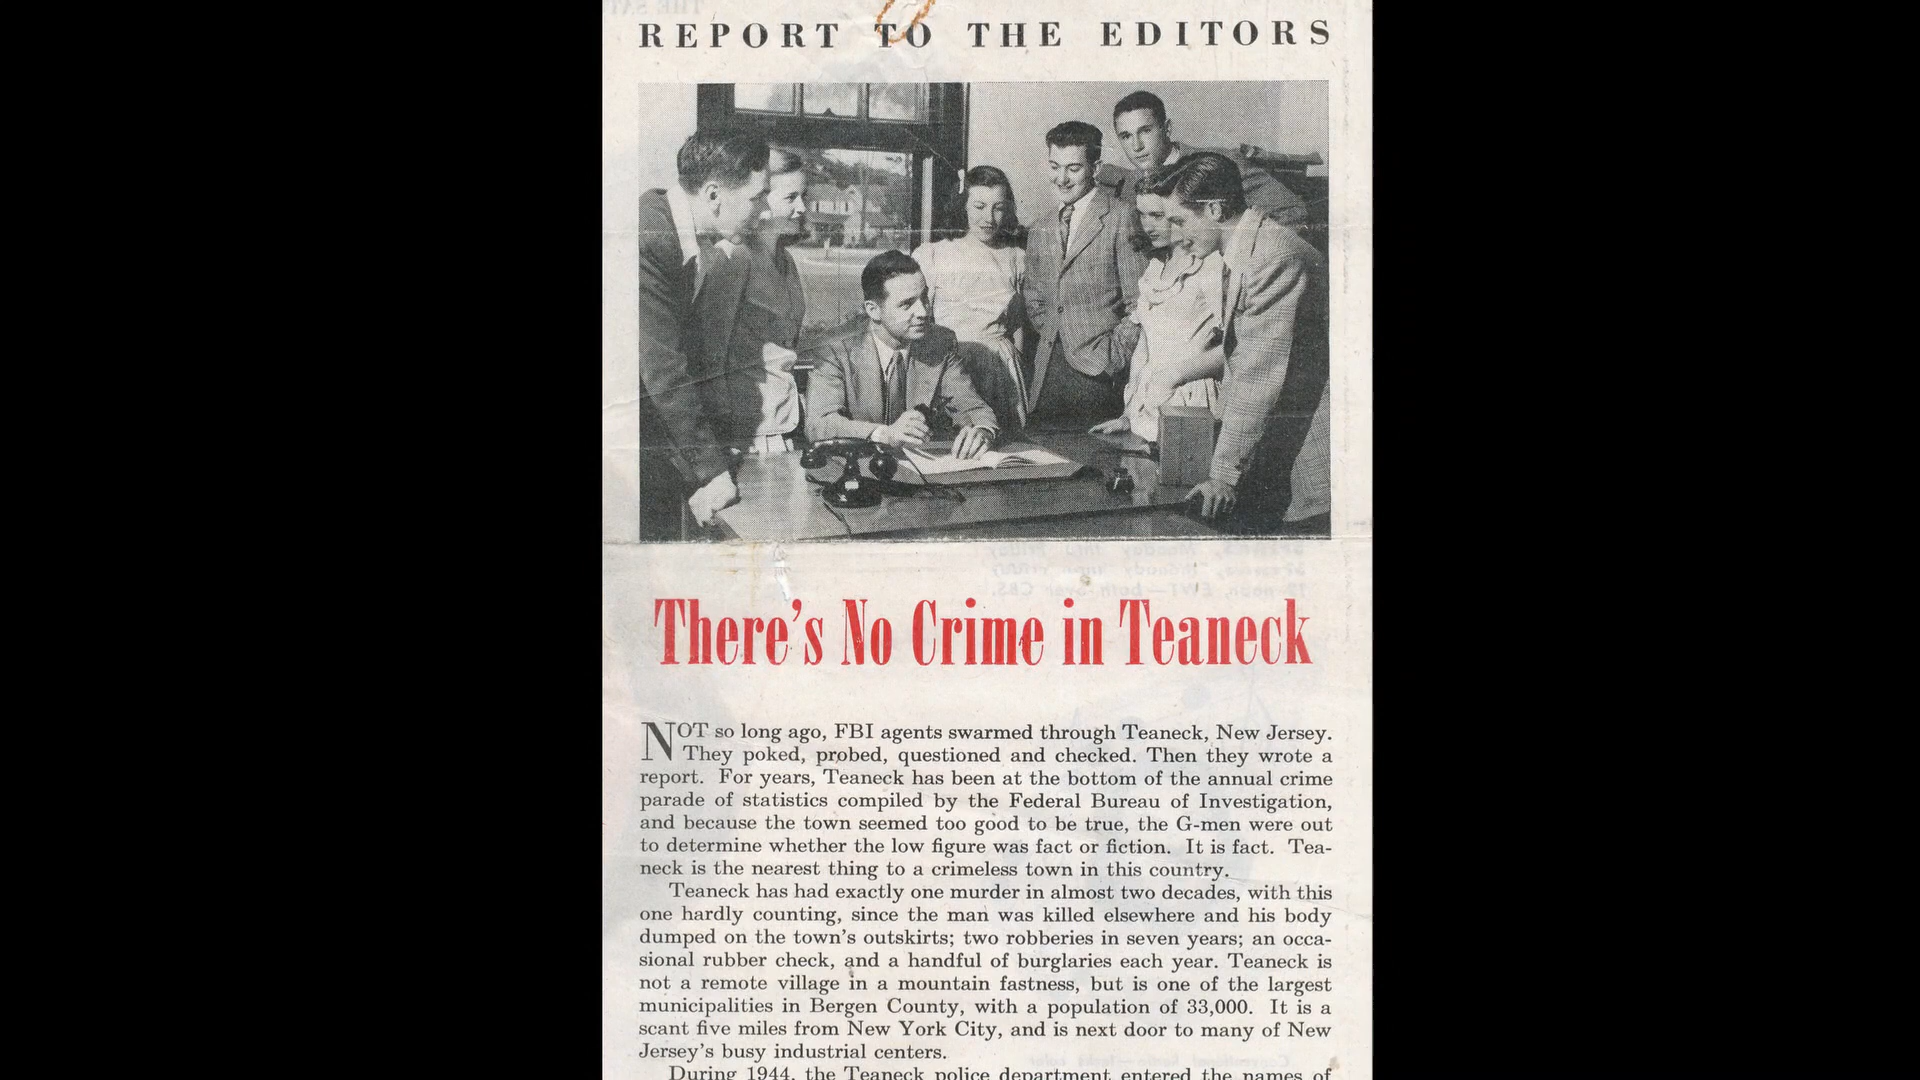 REPORT TO THE EDITORS
There's No Crime in Teaneck
NOT so long ago, FBI agents swarmed through Teaneck, New Jersey.
They poked, probed, questioned and checked. Then they wrote a
report. For years, Teaneck has been at the bottom of the annual crime
parade of statistics compiled by the Federal Bureau of Investigation,
and because the town seemed too good to be true, the G-men were out
to determine whether the low figure was fact or fiction. It is fact. Tea-
neck is the nearest thing to a crimeless town in this country.
Teaneck has had exactly one murder in almost two decades, with this
one hardly counting, since the man was killed elsewhere and his body
dumped on the town's outskirts; two robberies in seven years; an occa-
sional rubber check, and a handful of burglaries each year. Teaneck is
not a remote village in a mountain fastness, but is one of the largest
municipalities in Bergen County, with a population of 33,000. It is a
scant five miles from New York City, and is next door to many of New
Jersey's busy industrial centers.
During 1944, the Teaneck police department entered the names of